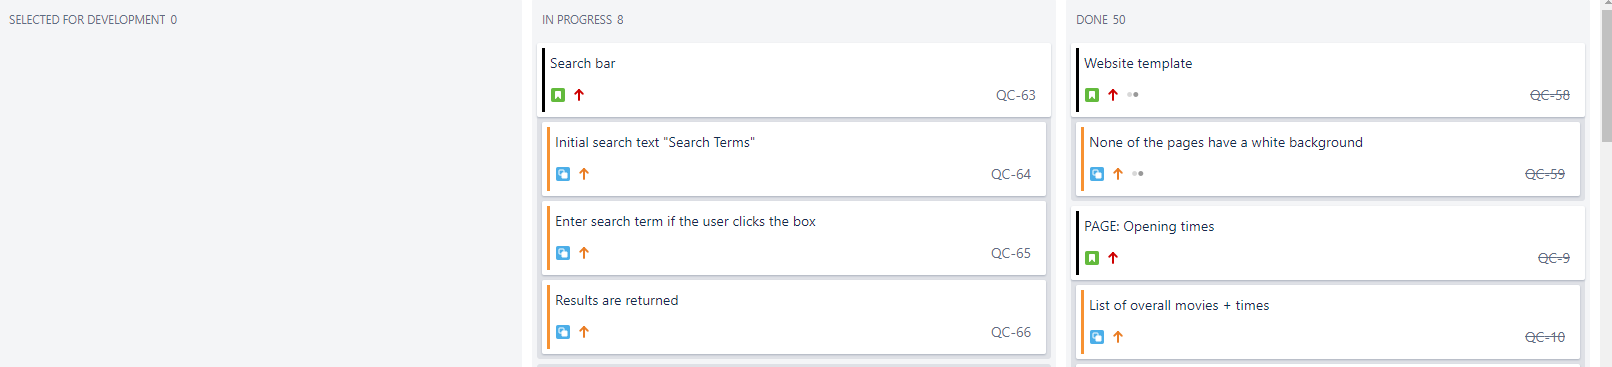 SELECTED FOR DEVELOPMENT 0
IN PROGRESS 8
Search bar
QC-63
Initial search text "Search Terms"
QC-64
Enter search term if the user clicks the box
QC-65
Results are returned
QC-66
DONE 50
Website template
QC-58
None of the pages have a white background
QC-59
PAGE: Opening times
QC-9
List of overall movies + times
QC-10